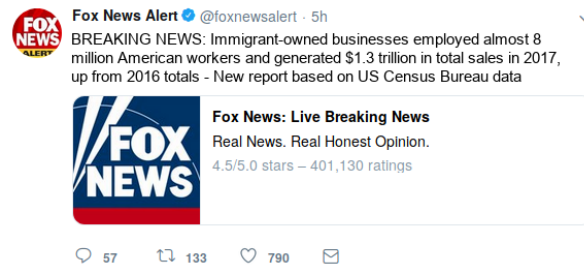 FOX
NEWS
ALERT
Fox News Alert @foxnewsalert · 5h
BREAKING NEWS: Immigrant-owned businesses employed almost 8
million American workers and generated $1.3 trillion in total sales in 2017,
up from 2016 totals - New report based on US Census Bureau data
FOX
NEWS
Fox News: Live Breaking News
Real News. Real Honest Opinion.
4.5/5.0 stars – 401,130 ratings
57 133 790